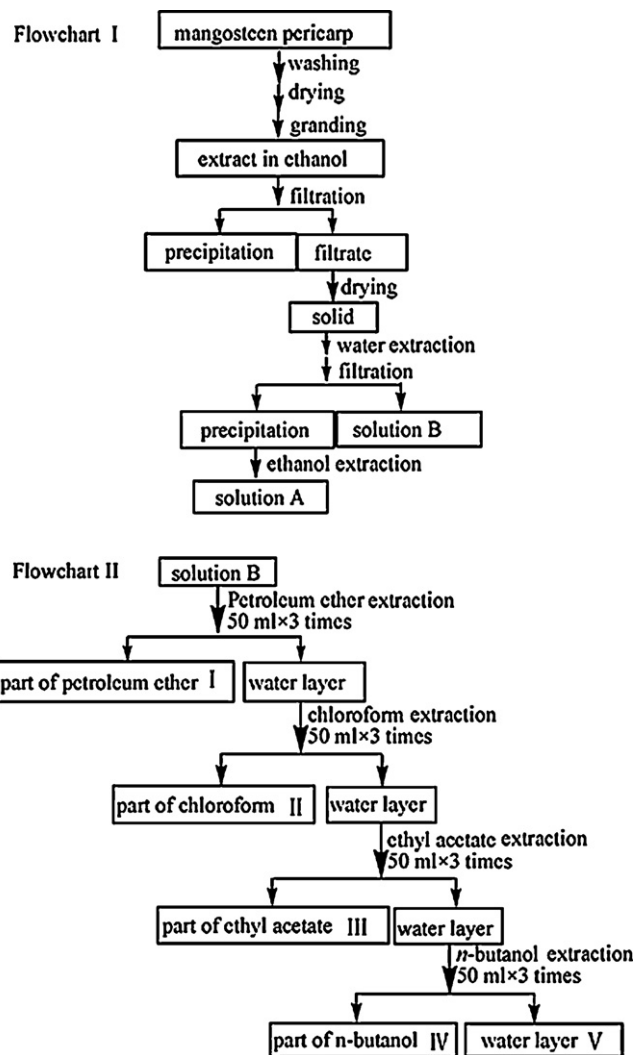 Flowchart I
mangosteen pericarp
washing
drying
granding
extract in ethanol
filtration
precipitation
filtrate
drying
solid
water extraction
filtration
precipitation
solution B
ethanol extraction
solution A
Flowchart II
solution B
Petroleum ether extraction
50 ml×3 times
part of petroleum ether I
water layer
chloroform extraction
50 ml×3 times
part of chloroform II
water layer
ethyl acetate extraction
50 ml×3 times
part of ethyl acetate III
water layer
n-butanol extraction
50 ml×3 times
part of n-butanol IV
water layer V